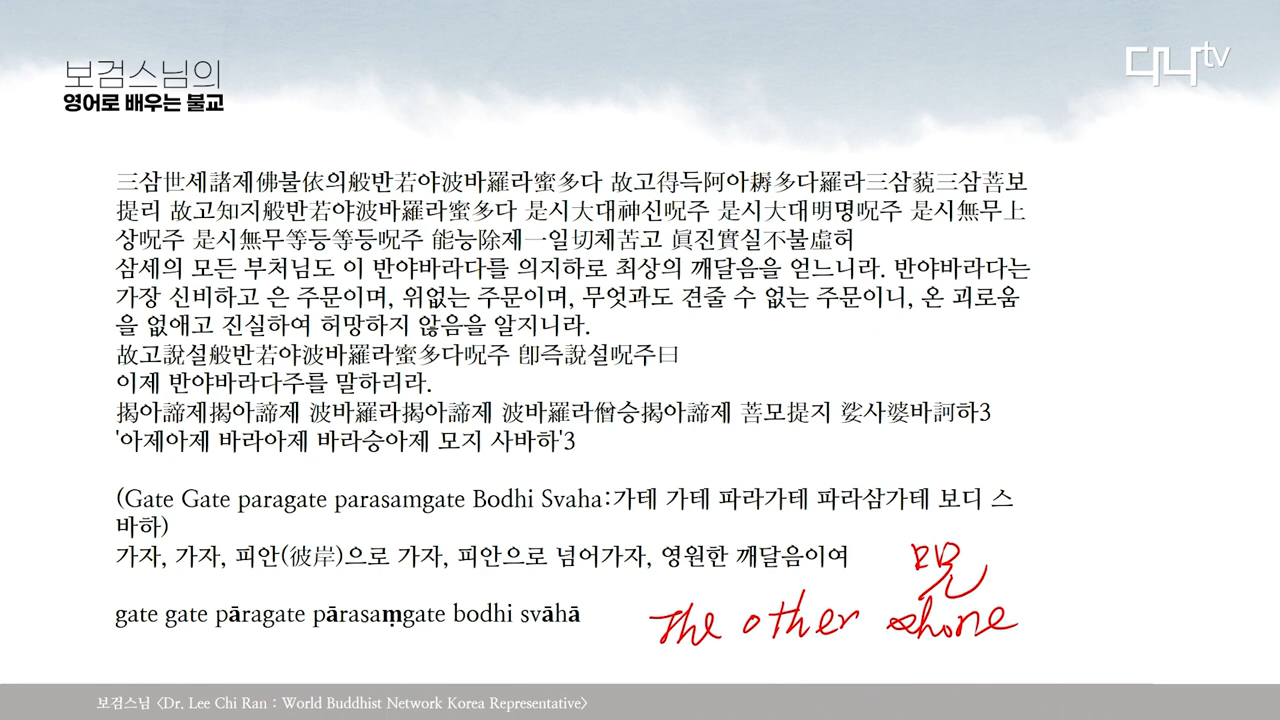 보검스님의
영어로 배우는 불교
다나tv
三삼世세諸제佛불依의般반若야波바羅라蜜多다 故고得득阿아耨多다羅라三삼藐三삼菩보
提리 故고知지般반若야波바羅라蜜多다 是시大대神신呪주 是시大대明명呪주 是시無무上
상呪주 是시無무等등等등呪주 能능除제一일切체苦고 眞진實실不불虛허
삼세의 모든 부처님도 이 반야바라다를 의지하로 최상의 깨달음을 얻느니라. 반야바라다는
가장 신비하고 은 주문이며, 위없는 주문이며, 무엇과도 견줄 수 없는 주문이니, 온 괴로움
을 없애고 진실하여 허망하지 않음을 알지니라.
故고說설般반若야波바羅라蜜多다呪주 卽즉說설呪주曰
이제 반야바라다주를 말하리라.
揭아諦제揭아諦제 波바羅라揭아諦제 波바羅라僧승揭아諦제 菩모提지 娑사婆바訶하3
'아제아제 바라아제 바라승아제 모지 사바하'3
(Gate Gate paragate parasamgate Bodhi Svaha:가테 가테 파라가테 파라삼가테 보디 스
바하)
가자, 가자, 피안(彼岸)으로 가자, 피안으로 넘어가자, 영원한 깨달음이여
呪
gate gate pāragate pārasaṃgate bodhi svāhā
The other shore
보검스님 〈Dr. Lee Chi Ran : World Buddhist Network Korea Representative〉